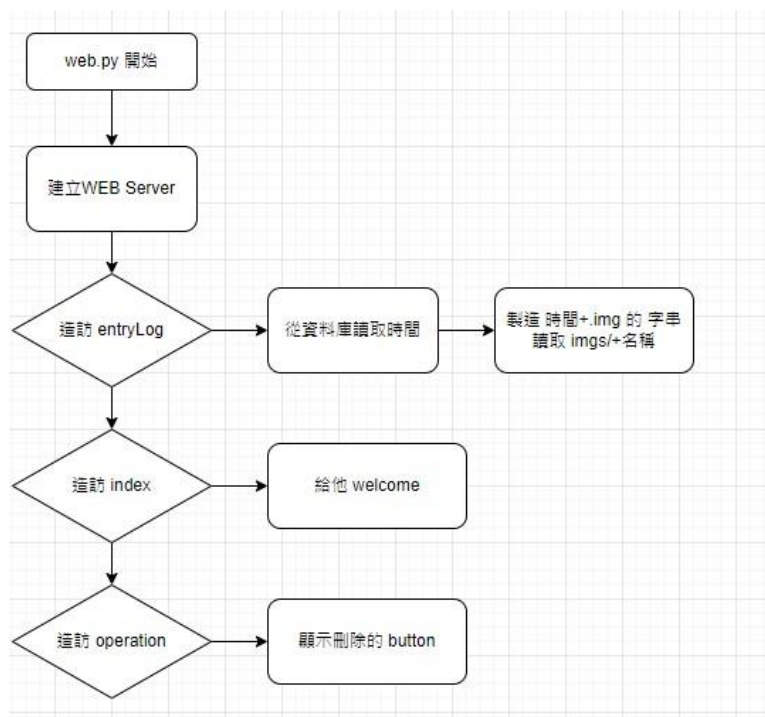 web.py 開始
建立WEB Server
造訪 entryLog
從資料庫讀取時間
製造 時間+.img 的 字串
讀取 imgs/+名稱
造訪 index
給他 welcome
造訪 operation
顯示刪除的 button